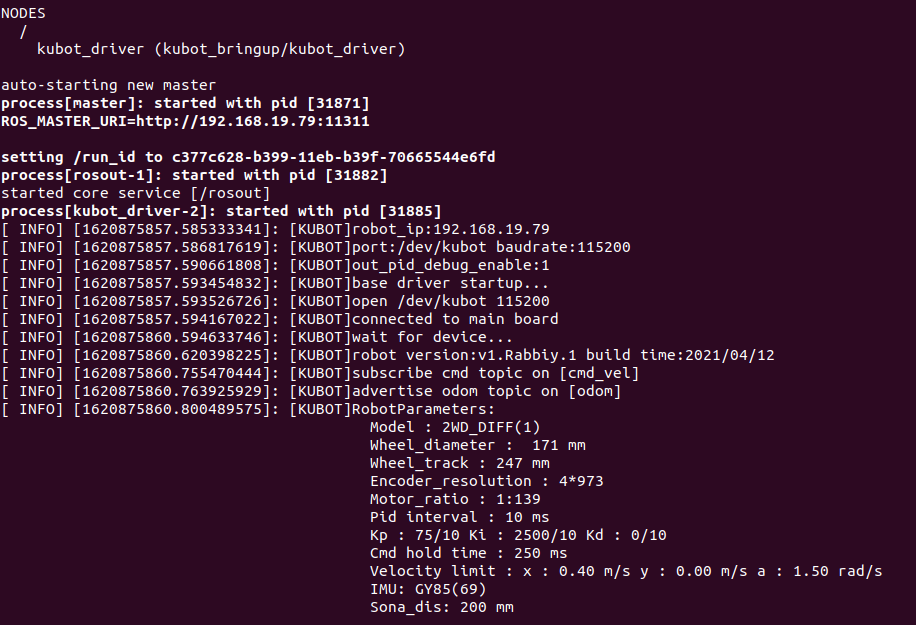 NODES
/
kubot_driver (kubot_bringup/kubot_driver)
auto-starting new master
process[master]: started with pid [31871]
ROS_MASTER_URI=http://192.168.19.79:11311
setting /run_id to c377c628-b399-11eb-b39f-70665544e6fd
process[rosout-1]: started with pid [31882]
started core service [/rosout]
process[kubot_driver-2]: started with pid [31885]
[ INFO] [1620875857.585333341]: [KUBOT]robot_ip:192.168.19.79
[ INFO] [1620875857.586817619]: [KUBOT]port:/dev/kubot baudrate:115200
[ INFO] [1620875857.590661808]: [KUBOT]out_pid_debug_enable:1
[ INFO] [1620875857.593454832]: [KUBOT]base driver startup...
[ INFO] [1620875857.593526726]: [KUBOT]open /dev/kubot 115200
[ INFO] [1620875857.594167022]: [KUBOT]connected to main board
[ INFO] [1620875860.594633746]: [KUBOT]wait for device...
[ INFO] [1620875860.620398225]: [KUBOT]robot version:v1.Rabbiy.1 build time:2021/04/12
[ INFO] [1620875860.755470444]: [KUBOT]subscribe cmd topic on [cmd_vel]
[ INFO] [1620875860.763925929]: [KUBOT]advertise odom topic on [odom]
[ INFO] [1620875860.800489575]: [KUBOT]RobotParameters:
Model : 2WD_DIFF(1)
Wheel_diameter :  171 mm
Wheel_track : 247 mm
Encoder_resolution : 4*973
Motor_ratio : 1:139
Pid interval : 10 ms
Kp : 75/10 Ki : 2500/10 Kd : 0/10
Cmd hold time : 250 ms
Velocity limit : x : 0.40 m/s y : 0.00 m/s a : 1.50 rad/s
IMU: GY85(69)
Sona_dis: 200 mm